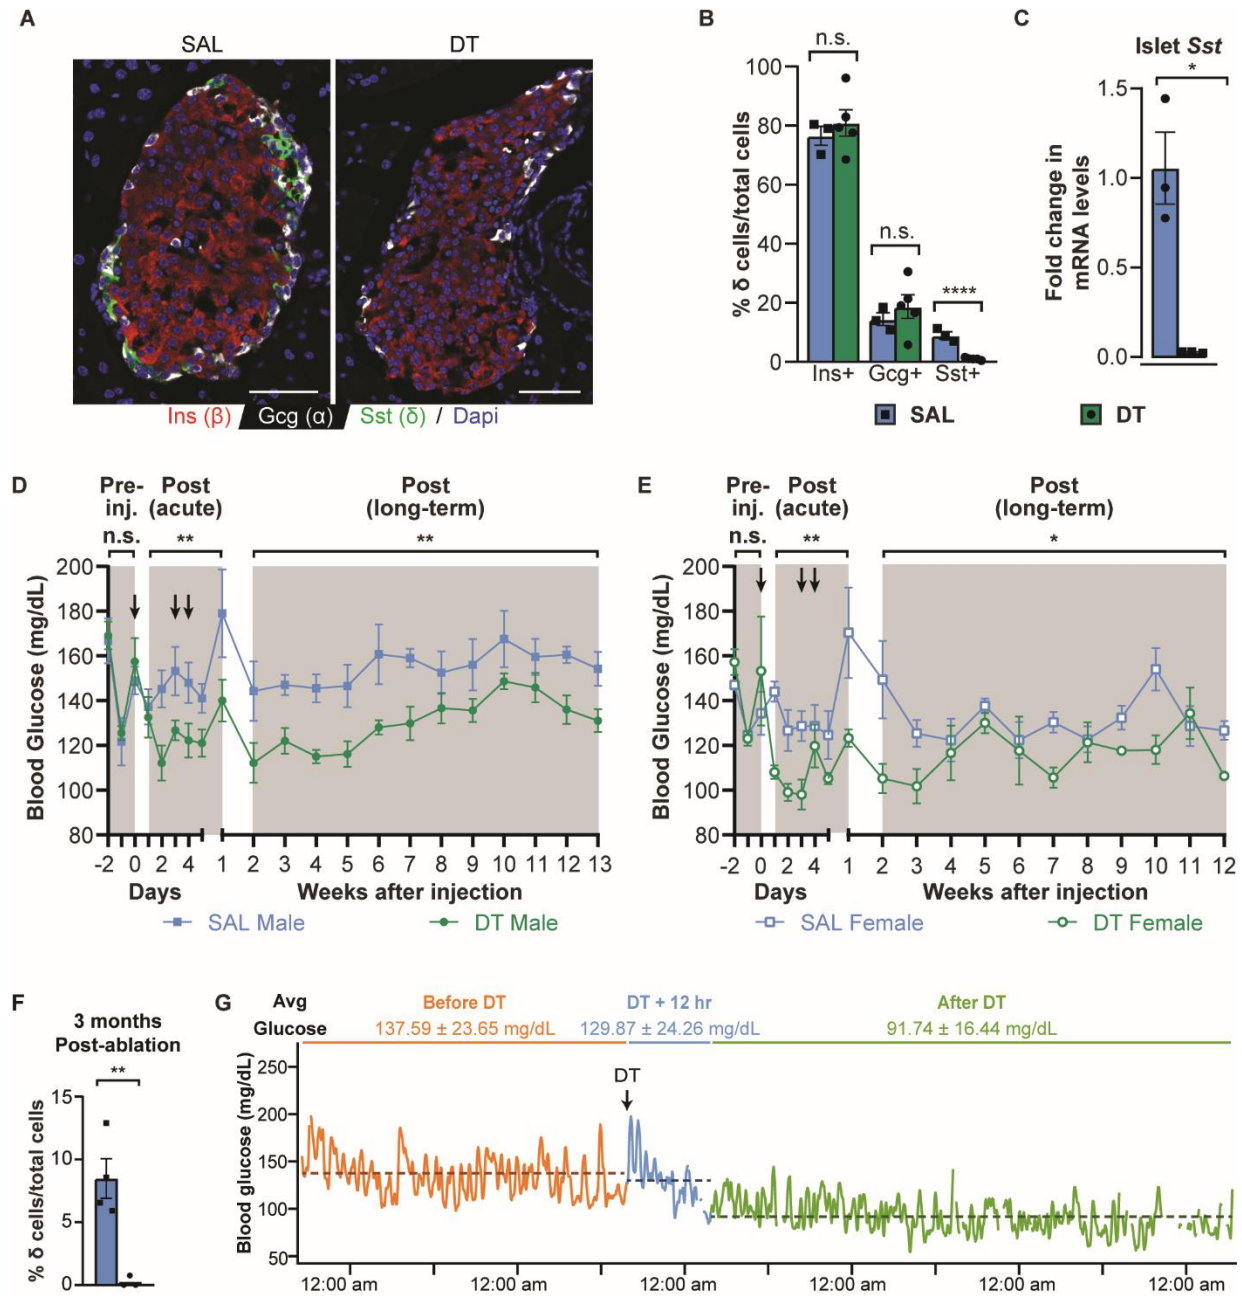 A
SAL
DT
Ins (β) Gcg (α) Sst (δ) / Dapi
B
n.s.
n.s.
****
% δ cells/total cells
100
80
60
40
20
0
Ins+ Gcg+ Sst+
C
Islet Sst
*
Fold change in
mRNA levels
1.5
1.0
0.5
0.0
SAL DT
D
Pre-
inj.
n.s.
Post
(acute)
**
Post
(long-term)
**
Blood Glucose (mg/dL)
200
180
160
140
120
100
80
-2 0 2 4 1 2 3 4 5 6 7 8 9 10 11 12 13
Days Weeks after injection
SAL Male DT Male
E
Pre-
inj.
n.s.
Post
(acute)
**
Post
(long-term)
*
Blood Glucose (mg/dL)
200
180
160
140
120
100
80
-2 0 2 4 1 2 3 4 5 6 7 8 9 10 11 12
Days Weeks after injection
SAL Female DT Female
F
3 months
Post-ablation
**
% δ cells/total cells
15
10
5
0
G
Avg
Glucose
Before DT
137.59 ± 23.65 mg/dL
DT + 12 hr
129.87 ± 24.26 mg/dL
After DT
91.74 ± 16.44 mg/dL
DT
Blood glucose (mg/dL)
250
200
150
100
50
12:00 am 12:00 am 12:00 am 12:00 am 12:00 am 12:00 am